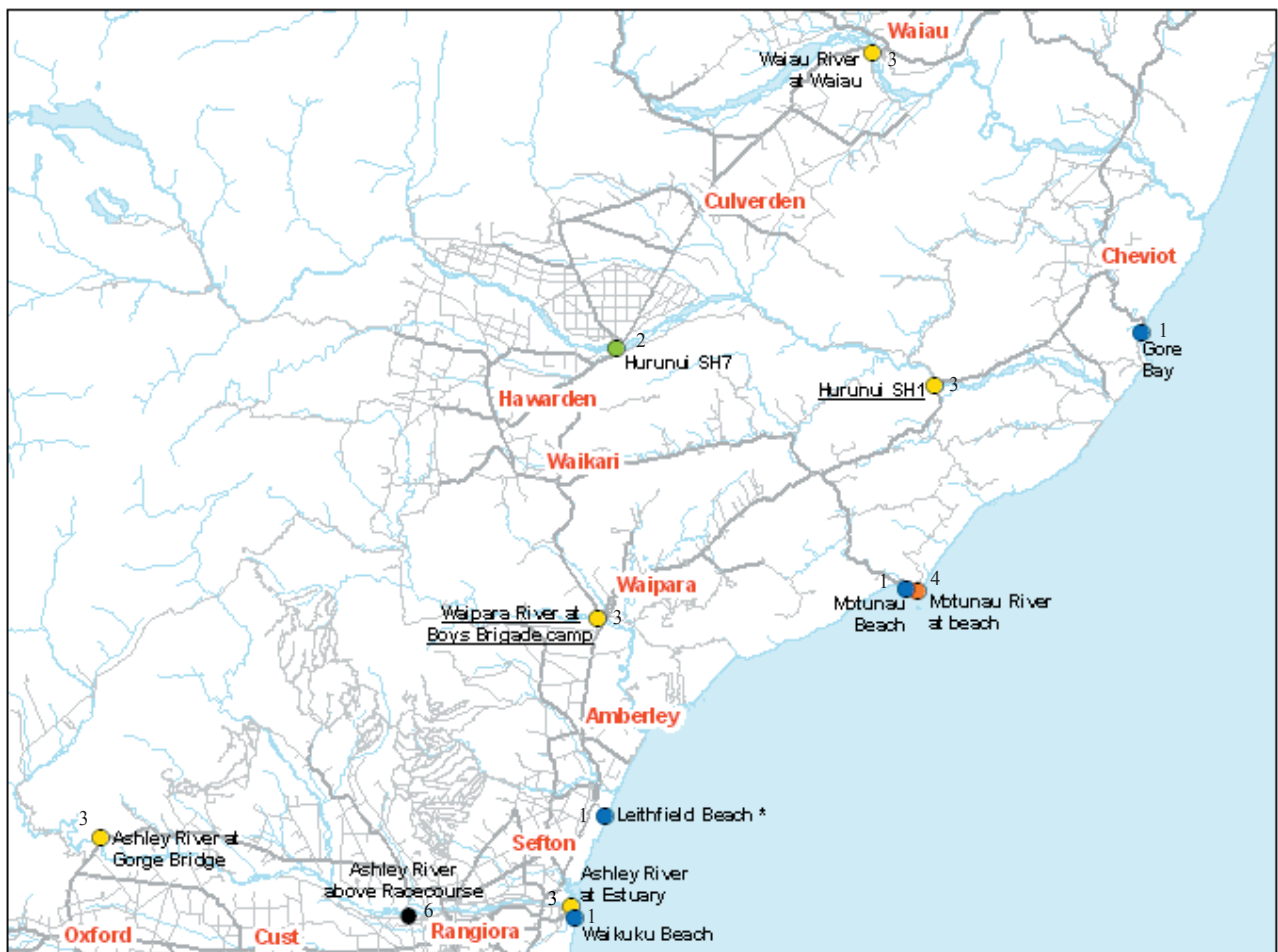 Waiau
Waiau River
at Waiau
3
Culverden
Cheviot
1
Gore
Bay
2
Hurunui SH7
Hurunui SH1
3
Hawarden
Waikari
Waipara
Waipara River at
Boys Brigade camp
3
1
Motunau
Beach
4
Motunau River
at beach
Amberley
1
Leithfield Beach *
Sefton
3
Ashley River at
Gorge Bridge
Ashley River
above Racecourse
6
Ashley River
at Estuary
3
1
Waikuku Beach
Oxford
Cust
Rangiora